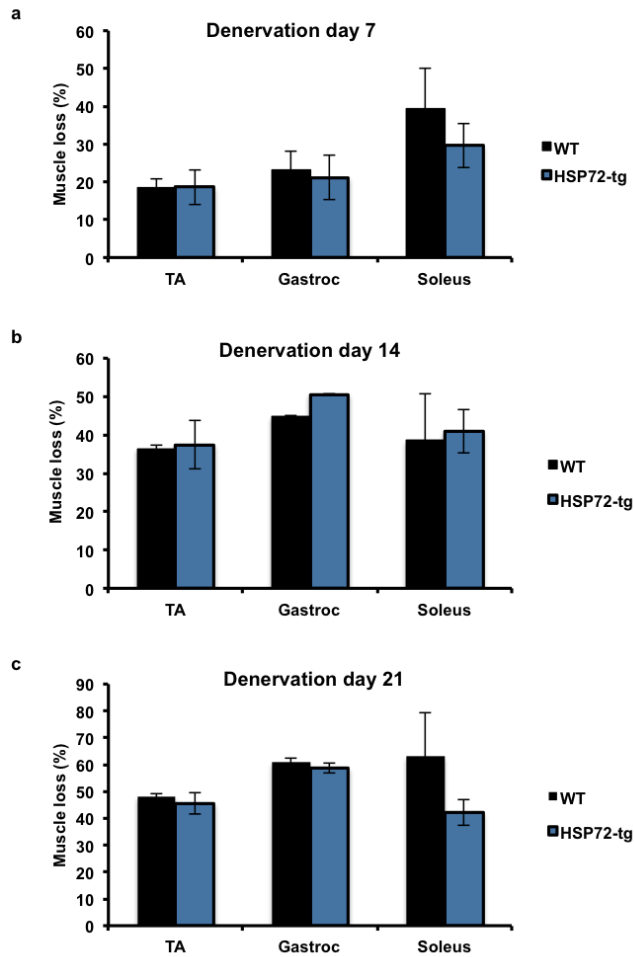 a
Denervation day 7
Muscle loss (%)
60
50
40
30
20
10
0
TA Gastroc Soleus
WT
HSP72-tg
b
Denervation day 14
Muscle loss (%)
60
50
40
30
20
10
0
TA Gastroc Soleus
WT
HSP72-tg
c
Denervation day 21
Muscle loss (%)
90
80
70
60
50
40
30
20
10
0
TA Gastroc Soleus
WT
HSP72-tg